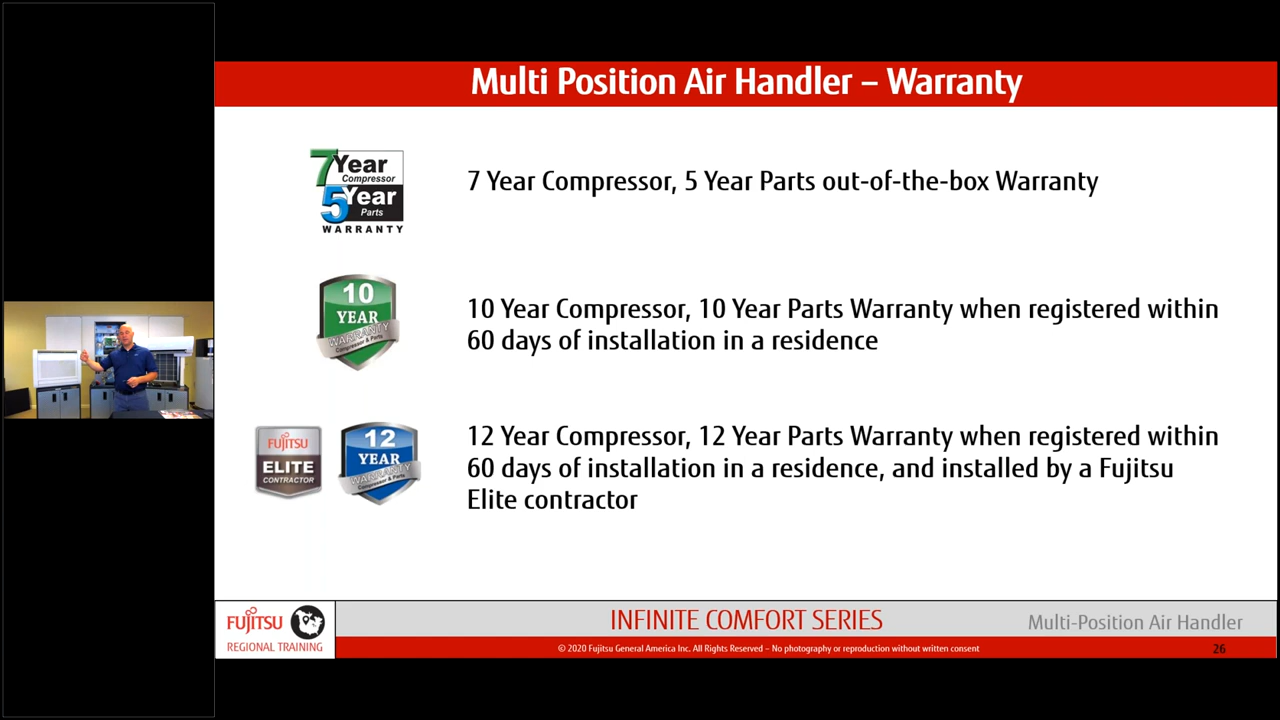 Multi Position Air Handler – Warranty
7 Year
Compressor
5 Year
Parts
WARRANTY
7 Year Compressor, 5 Year Parts out-of-the-box Warranty
10
YEAR
WARRANTY
Compressor & Parts
10 Year Compressor, 10 Year Parts Warranty when registered within
60 days of installation in a residence
FUJITSU
ELITE
CONTRACTOR
12
YEAR
WARRANTY
Compressor & Parts
12 Year Compressor, 12 Year Parts Warranty when registered within
60 days of installation in a residence, and installed by a Fujitsu
Elite contractor
FUJITSU
REGIONAL TRAINING
INFINITE COMFORT SERIES
Multi-Position Air Handler
© 2020 Fujitsu General America Inc. All Rights Reserved – No photography or reproduction without written consent
26